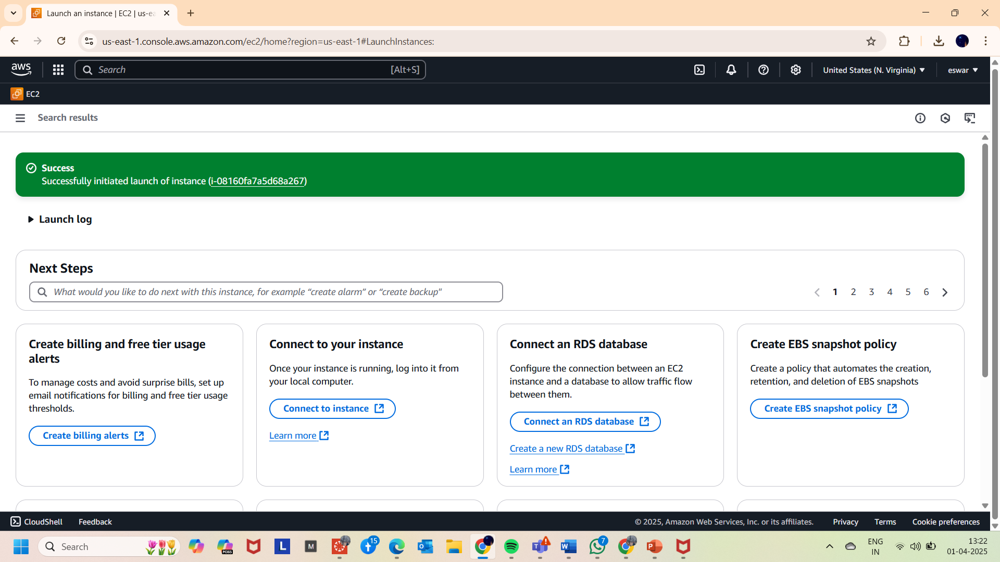 Launch an instance | EC2 | us-ea
us-east-1.console.aws.amazon.com/ec2/home?region=us-east-1#LaunchInstances:
aws
Search
[Alt+S]
United States (N. Virginia)
eswar
EC2
Search results
Success
Successfully initiated launch of instance (i-08160fa7a5d68a267)
Launch log
Next Steps
What would you like to do next with this instance, for example “create alarm” or “create backup"
1 2 3 4 5 6
Create billing and free tier usage
alerts
To manage costs and avoid surprise bills, set up
email notifications for billing and free tier usage
thresholds.
Create billing alerts
Connect to your instance
Once your instance is running, log into it from
your local computer.
Connect to instance
Learn more
Connect an RDS database
Configure the connection between an EC2
instance and a database to allow traffic flow
between them.
Connect an RDS database
Create a new RDS database
Learn more
Create EBS snapshot policy
Create a policy that automates the creation,
retention, and deletion of EBS snapshots
Create EBS snapshot policy
CloudShell
Feedback
© 2025, Amazon Web Services, Inc. or its affiliates.
Privacy
Terms
Cookie preferences
Search
M365
L
M
15
7
ENG
IN
13:22
01-04-2025